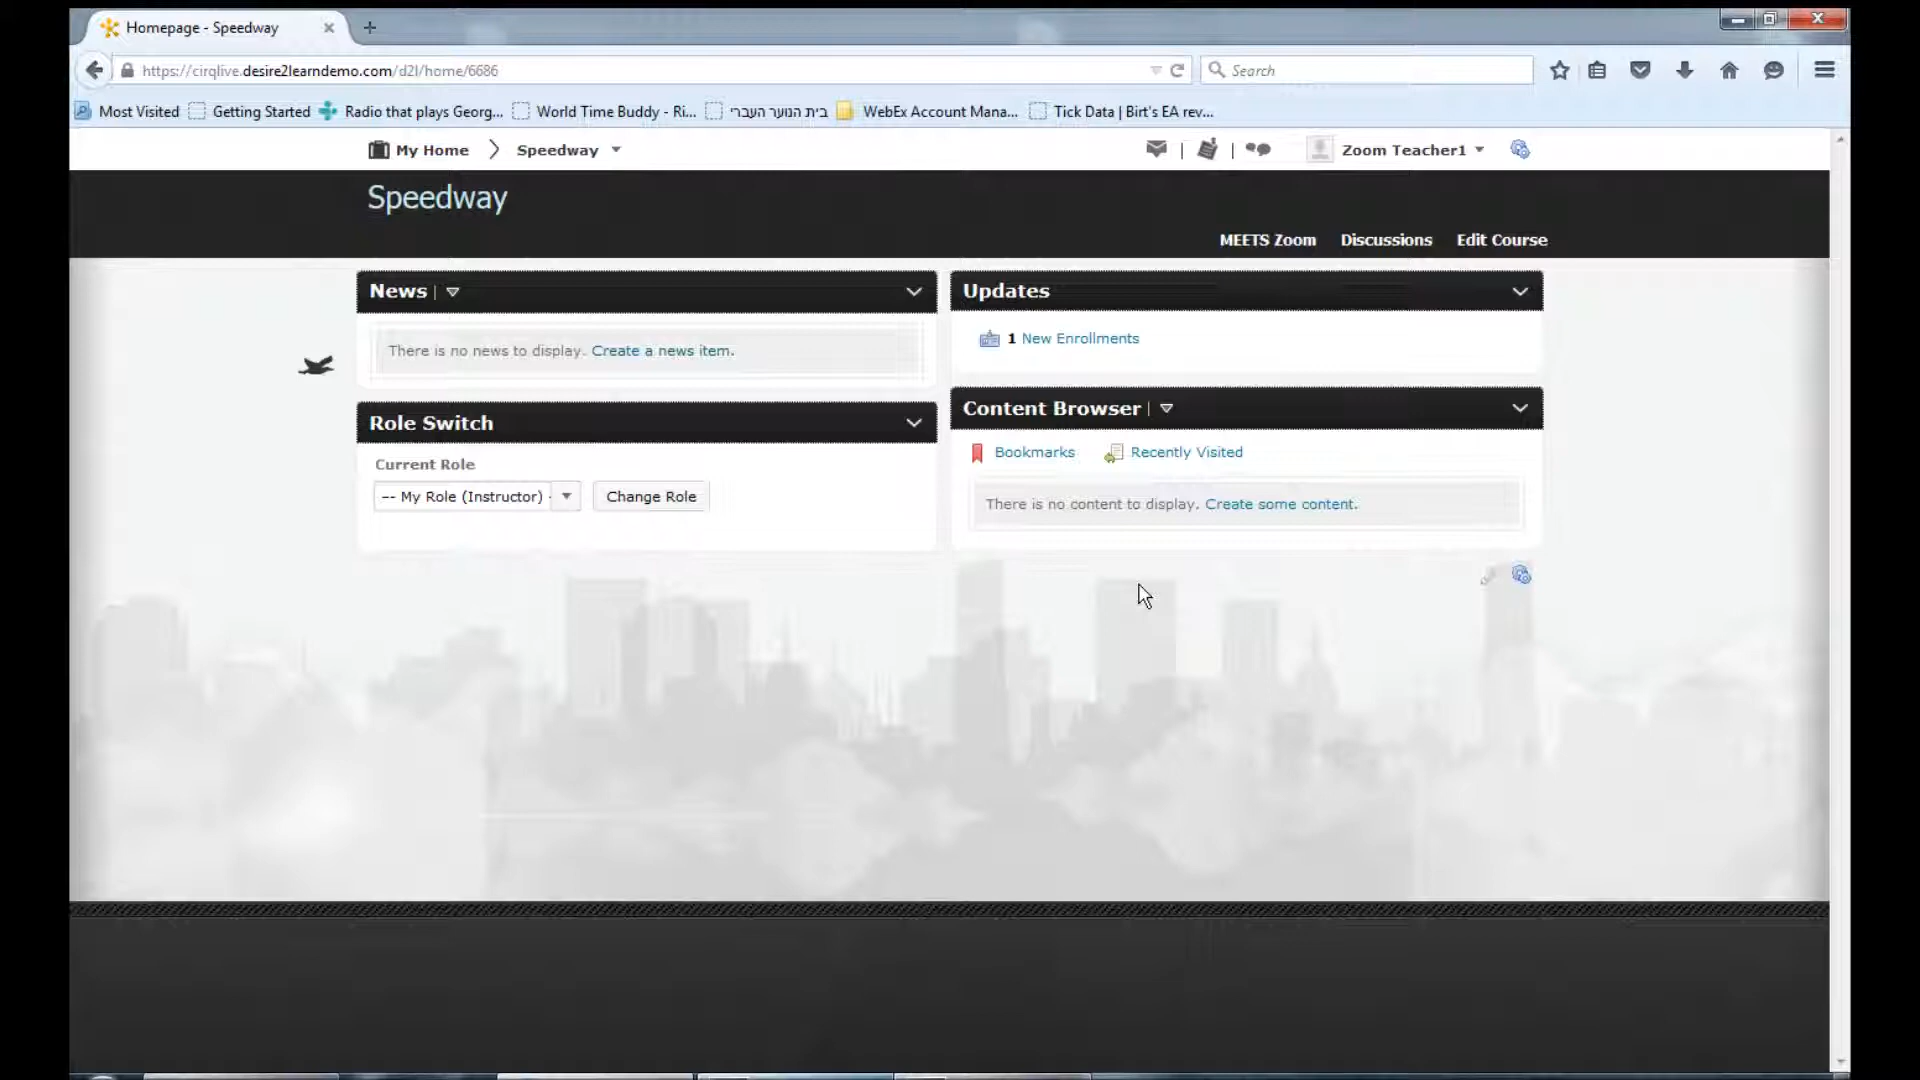 Homepage - Speedway
https://cirqlive.desire2learndemo.com/d2l/home/6686
Search
Most Visited Getting Started Radio that plays Georg... World Time Buddy - Ri... בית הנוער העברי WebEx Account Mana... Tick Data | Birt's EA rev...
My Home Speedway Zoom Teacher1
Speedway
MEETS Zoom Discussions Edit Course
News
There is no news to display. Create a news item.
Role Switch
Current Role
-- My Role (Instructor) - Change Role
Updates
1 New Enrollments
Content Browser
Bookmarks Recently Visited
There is no content to display. Create some content.